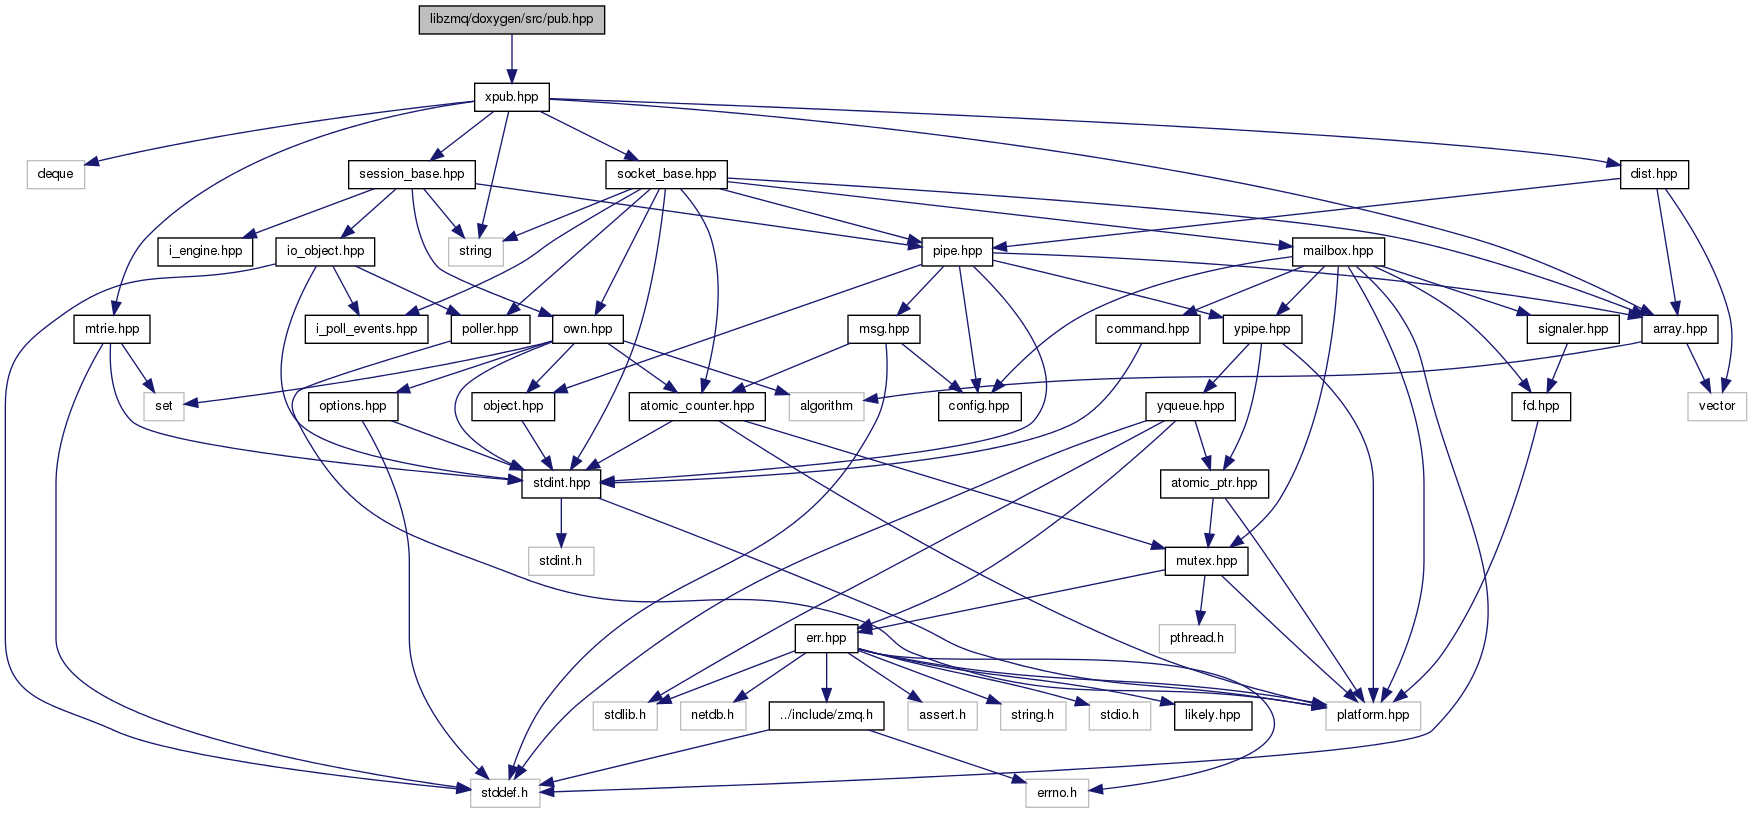 libzmq/doxygen/src/pub.hpp
xpub.hpp
deque
session_base.hpp
socket_base.hpp
dist.hpp
i_engine.hpp
io_object.hpp
string
pipe.hpp
mailbox.hpp
mtrie.hpp
i_poll_events.hpp
poller.hpp
own.hpp
msg.hpp
command.hpp
ypipe.hpp
signaler.hpp
array.hpp
set
options.hpp
object.hpp
atomic_counter.hpp
algorithm
config.hpp
yqueue.hpp
fd.hpp
vector
stdint.hpp
atomic_ptr.hpp
stdint.h
mutex.hpp
err.hpp
pthread.h
stdlib.h
netdb.h
../include/zmq.h
assert.h
string.h
stdio.h
likely.hpp
platform.hpp
stddef.h
errno.h